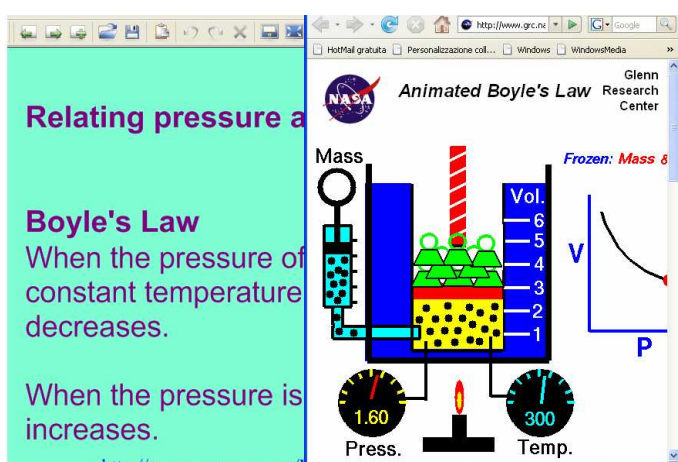 Relating pressure a
Boyle's Law
When the pressure of
constant temperature
decreases.
When the pressure is
increases.
http://www.grc.na
Google
HotMail gratuita
Personalizzazione coll...
Windows
WindowsMedia
NASA
Animated Boyle's Law
Glenn
Research
Center
Mass
Frozen: Mass &
Vol.
6
5
4
3
2
1
V
P
1.60
Press.
300
Temp.